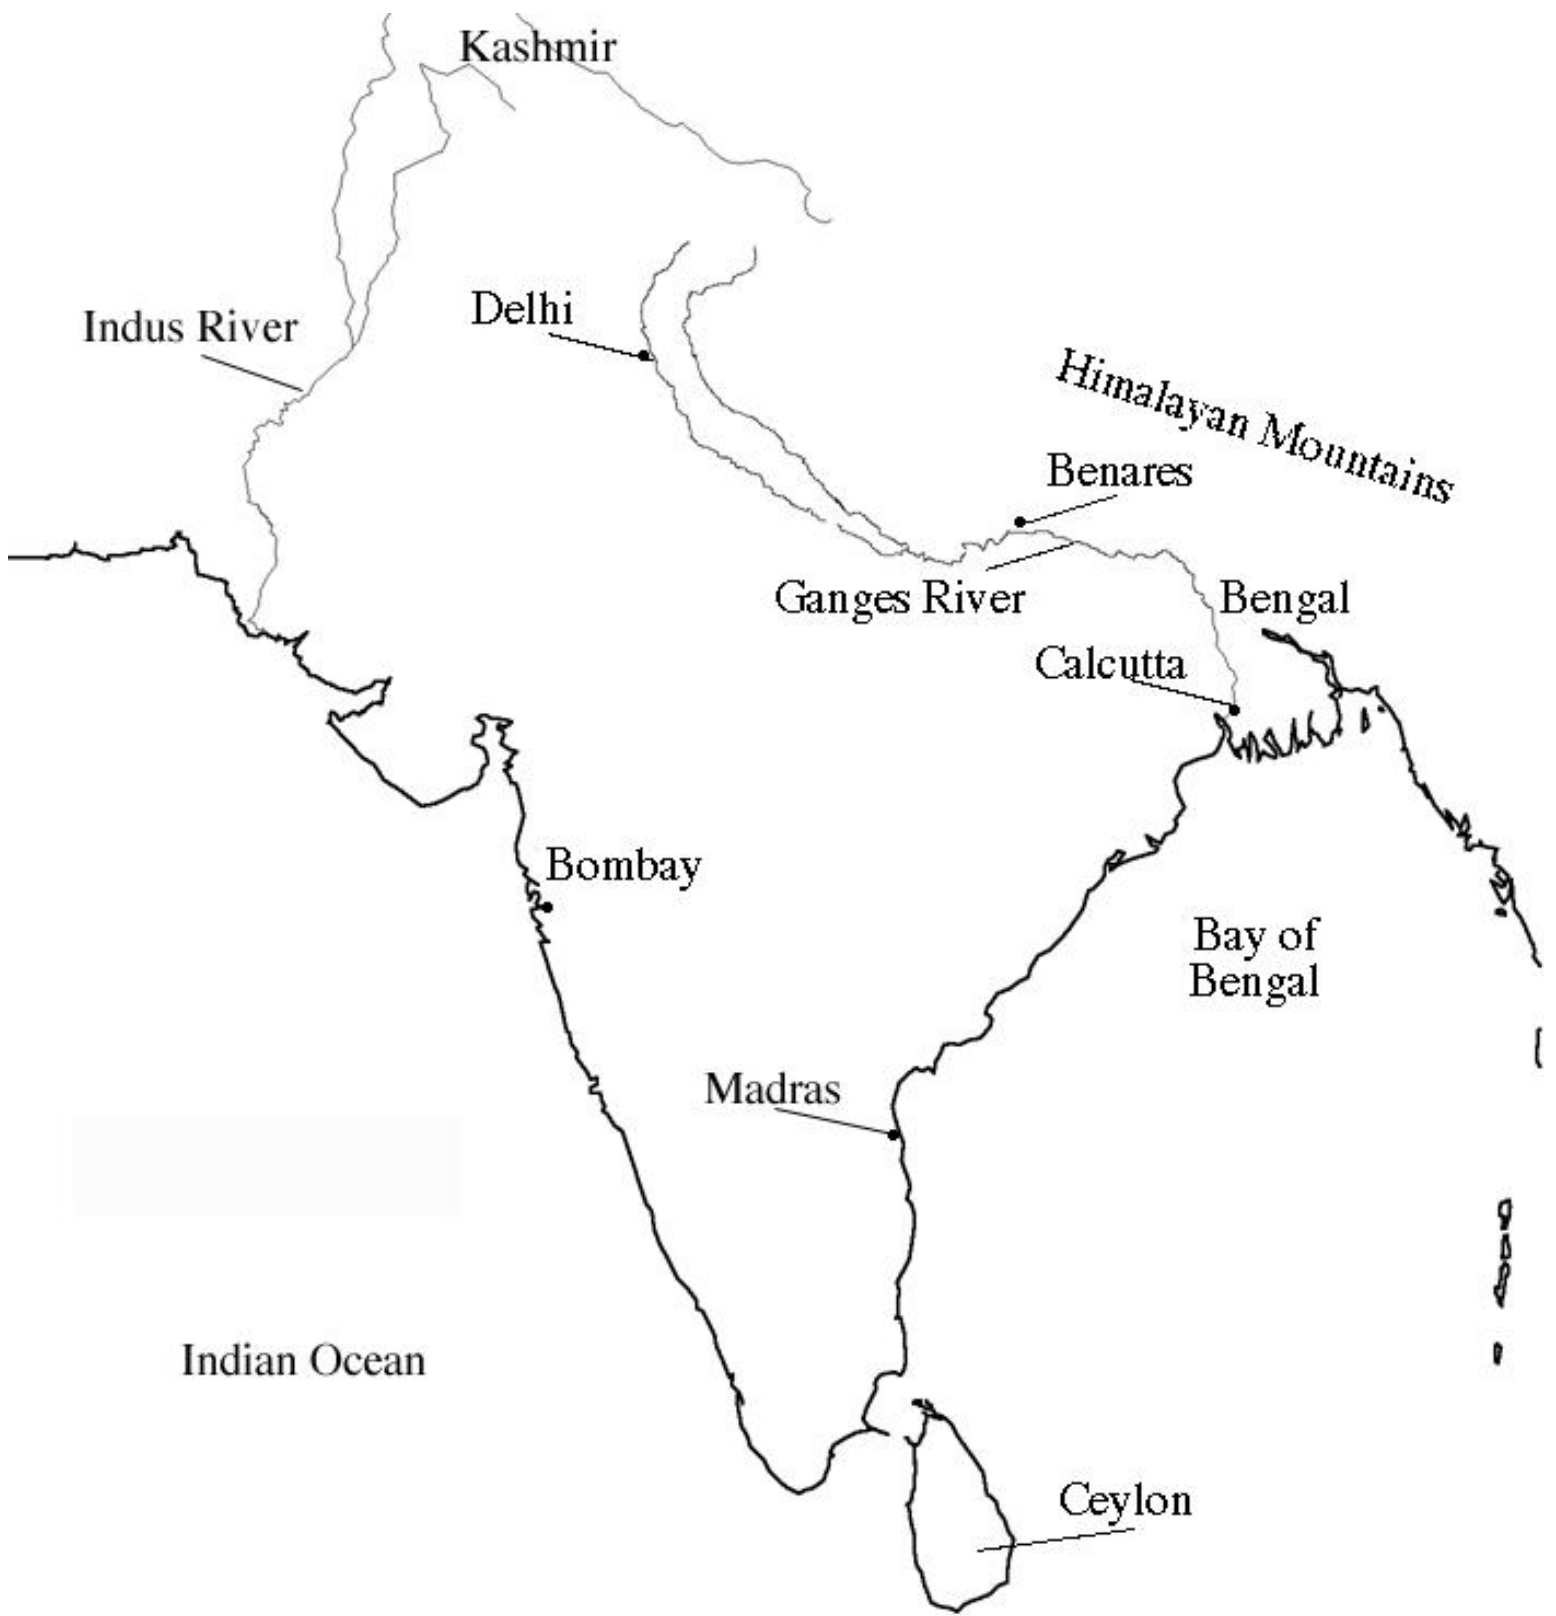 Kashmir
Indus River
Delhi
Himalayan Mountains
Benares
Ganges River
Bengal
Calcutta
Bombay
Bay of
Bengal
Madras
Indian Ocean
Ceylon